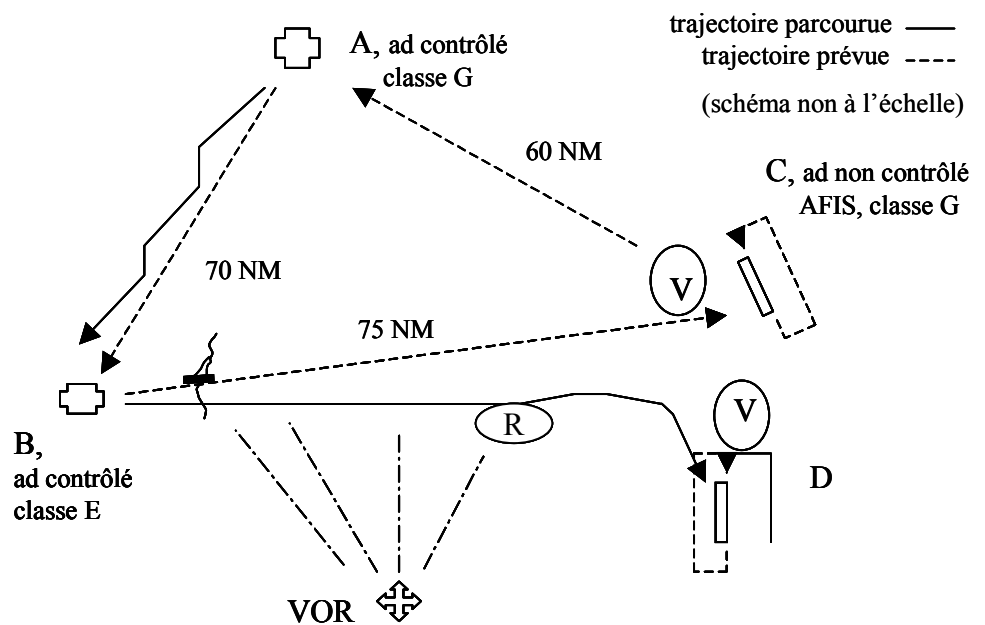 A, ad contrôlé
classe G
trajectoire parcourue
trajectoire prévue
(schéma non à l'échelle)
60 NM
C, ad non contrôlé
AFIS, classe G
V
70 NM
75 NM
B,
ad contrôlé
classe E
R
V
D
VOR